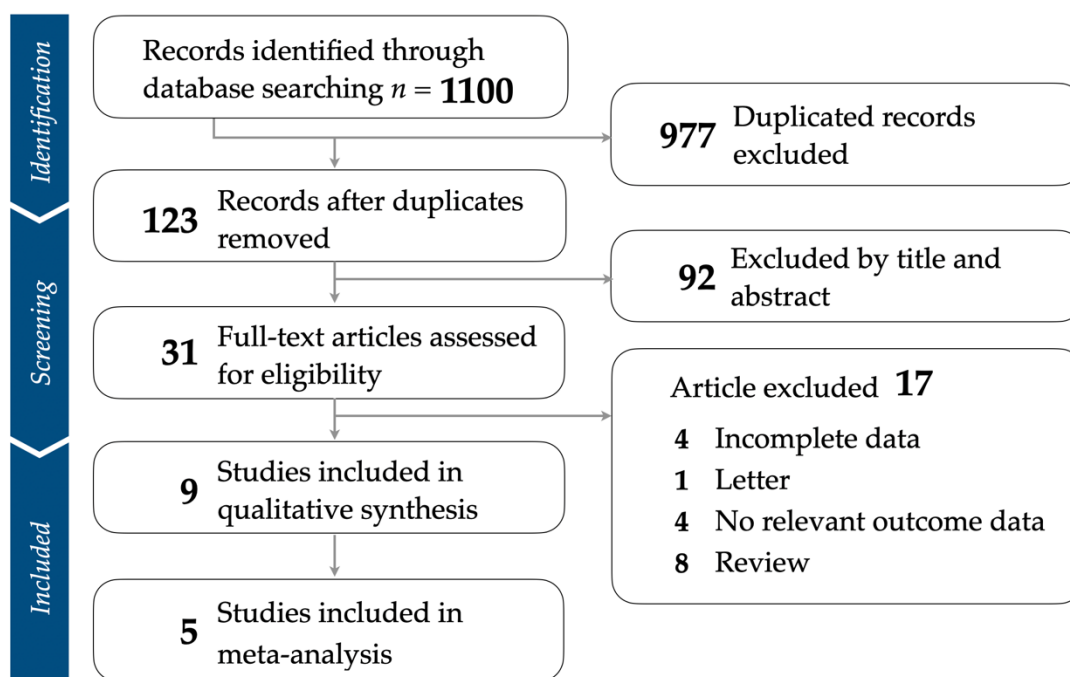 Identification
Records identified through
database searching n = 1100
977 Duplicated records
excluded
123 Records after duplicates
removed
Screening
92 Excluded by title and
abstract
31 Full-text articles assessed
for eligibility
Article excluded 17
4 Incomplete data
1 Letter
4 No relevant outcome data
8 Review
Included
9 Studies included in
qualitative synthesis
5 Studies included in
meta-analysis